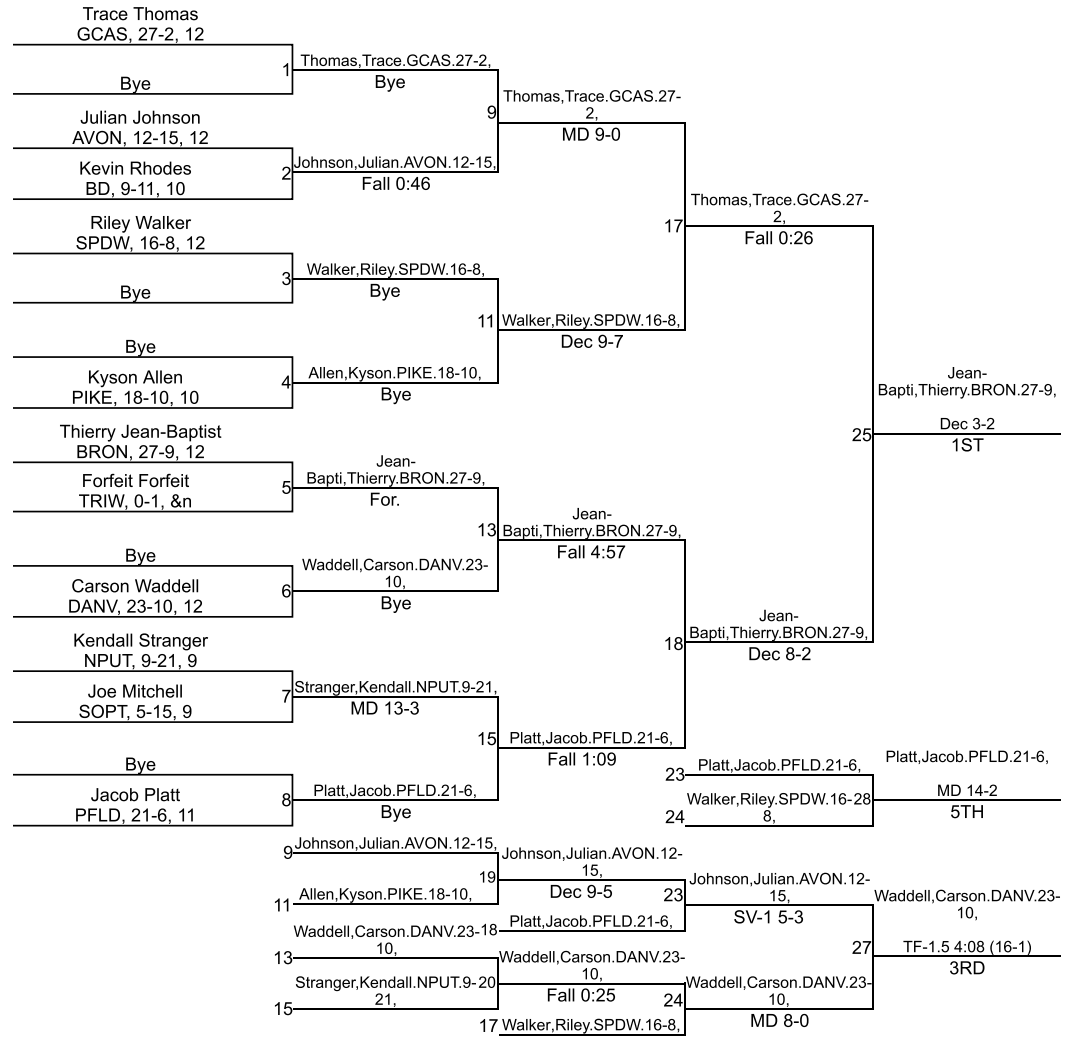 Trace Thomas
GCAS, 27-2, 12
Bye
1
Thomas,Trace.GCAS.27-2,
Bye
Julian Johnson
AVON, 12-15, 12
Kevin Rhodes
BD, 9-11, 10
2
Johnson,Julian.AVON.12-15,
Fall 0:46
9
Thomas,Trace.GCAS.27-
2,
MD 9-0
Riley Walker
SPDW, 16-8, 12
Bye
3
Walker,Riley.SPDW.16-8,
Bye
Bye
Kyson Allen
PIKE, 18-10, 10
4
Allen,Kyson.PIKE.18-10,
Bye
11
Walker,Riley.SPDW.16-8,
Dec 9-7
17
Thomas,Trace.GCAS.27-
2,
Fall 0:26
Thierry Jean-Baptist
BRON, 27-9, 12
Forfeit Forfeit
TRIW, 0-1, &n
5
Jean-
Bapti,Thierry.BRON.27-9,
For.
Bye
Carson Waddell
DANV, 23-10, 12
6
Waddell,Carson.DANV.23-
10,
Bye
13
Jean-
Bapti,Thierry.BRON.27-9,
Fall 4:57
Kendall Stranger
NPUT, 9-21, 9
Joe Mitchell
SOPT, 5-15, 9
7
Stranger,Kendall.NPUT.9-21,
MD 13-3
Bye
Jacob Platt
PFLD, 21-6, 11
8
Platt,Jacob.PFLD.21-6,
Bye
15
Platt,Jacob.PFLD.21-6,
Fall 1:09
18
Jean-
Bapti,Thierry.BRON.27-9,
Dec 8-2
25
Jean-
Bapti,Thierry.BRON.27-9,
Dec 3-2
1ST
23
Platt,Jacob.PFLD.21-6,
24
Walker,Riley.SPDW.16-
8,
28
Platt,Jacob.PFLD.21-6,
MD 14-2
5TH
9
Johnson,Julian.AVON.12-15,
11
Allen,Kyson.PIKE.18-10,
19
Johnson,Julian.AVON.12-
15,
Dec 9-5
18
Platt,Jacob.PFLD.21-6,
23
Johnson,Julian.AVON.12-
15,
SV-1 5-3
13
Waddell,Carson.DANV.23-
10,
15
Stranger,Kendall.NPUT.9-
21,
20
Waddell,Carson.DANV.23-
10,
Fall 0:25
17
Walker,Riley.SPDW.16-8,
24
Waddell,Carson.DANV.23-
10,
MD 8-0
27
Waddell,Carson.DANV.23-
10,
TF-1.5 4:08 (16-1)
3RD